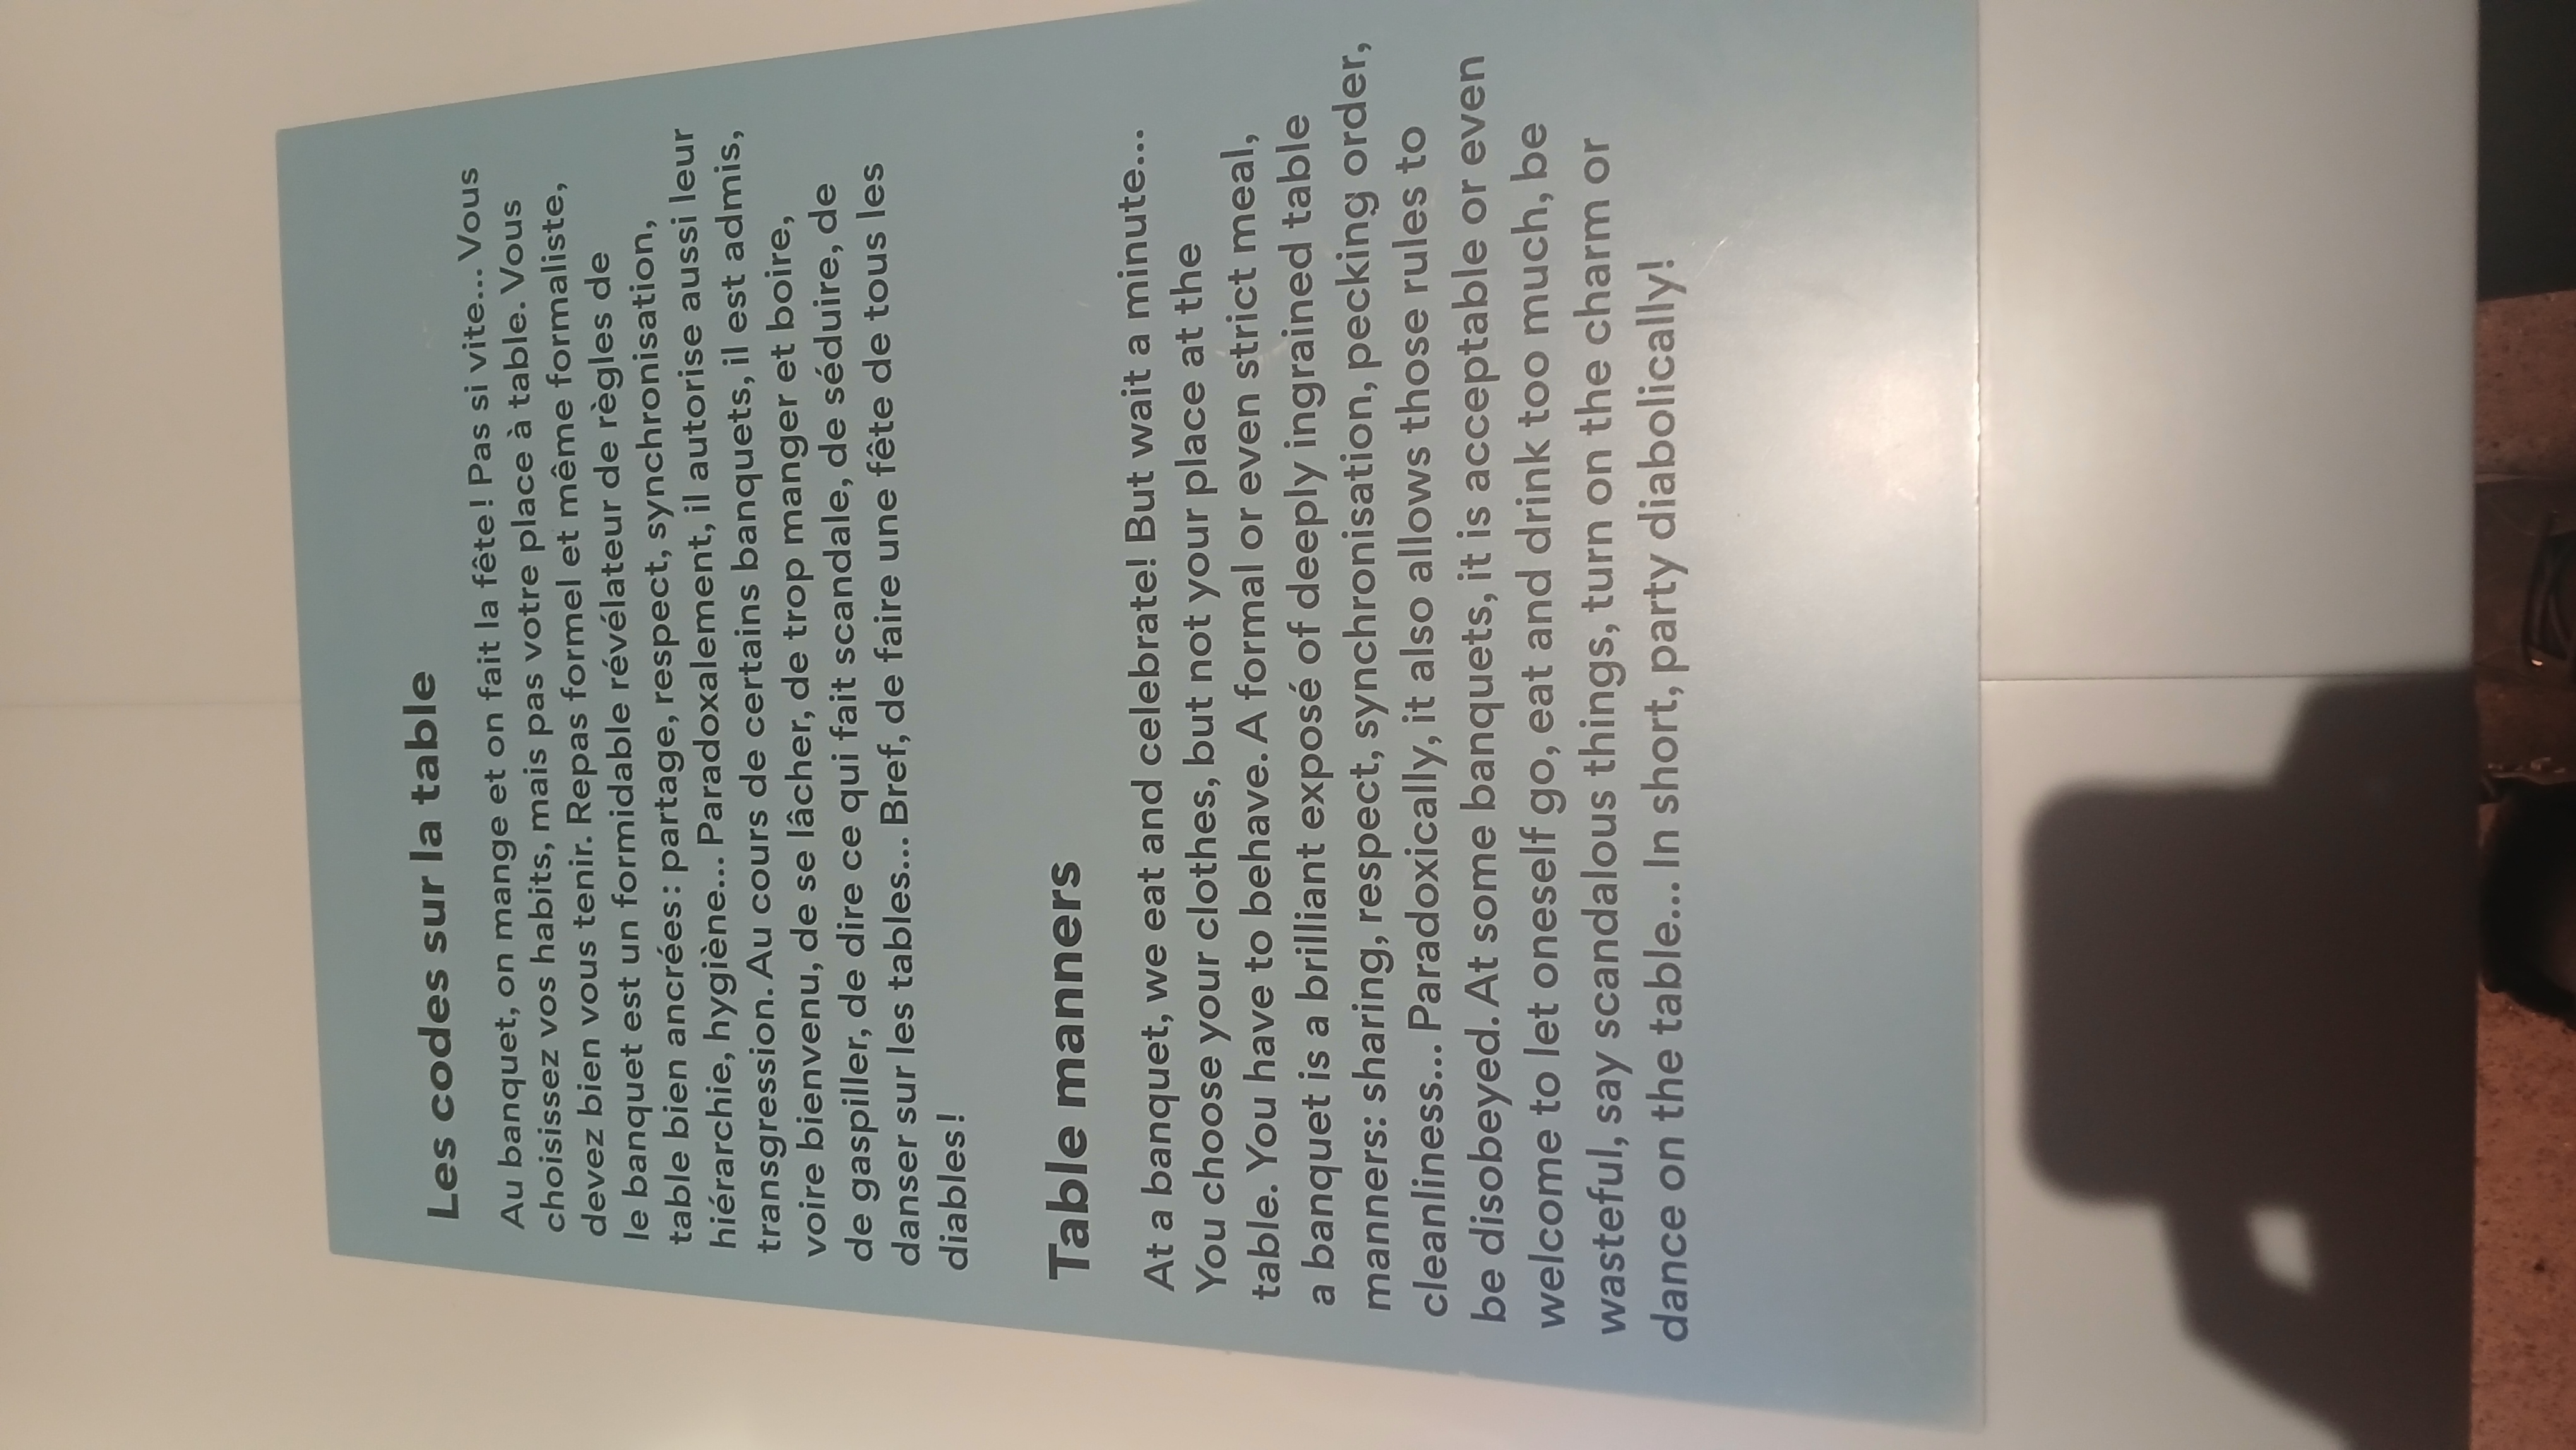 Les codes sur la table
Au banquet, on mange et on fait la fête ! Pas si vite... Vous
choisissez vos habits, mais pas votre place à table. Vous
devez bien vous tenir. Repas formel et même formaliste,
le banquet est un formidable révélateur de règles de
table bien ancrées : partage, respect, synchronisation,
hiérarchie, hygiène... Paradoxalement, il autorise aussi leur
transgression. Au cours de certains banquets, il est admis,
voire bienvenu, de se lâcher, de trop manger et boire,
de gaspiller, de dire ce qui fait scandale, de séduire, de
danser sur les tables... Bref, de faire une fête de tous les
diables !
Table manners
At a banquet, we eat and celebrate! But wait a minute...
You choose your clothes, but not your place at the
table. You have to behave. A formal or even strict meal,
a banquet is a brilliant exposé of deeply ingrained table
manners: sharing, respect, synchronisation, pecking order,
cleanliness... Paradoxically, it also allows those rules to
be disobeyed. At some banquets, it is acceptable or even
welcome to let oneself go, eat and drink too much, be
wasteful, say scandalous things, turn on the charm or
dance on the table... In short, party diabolically!